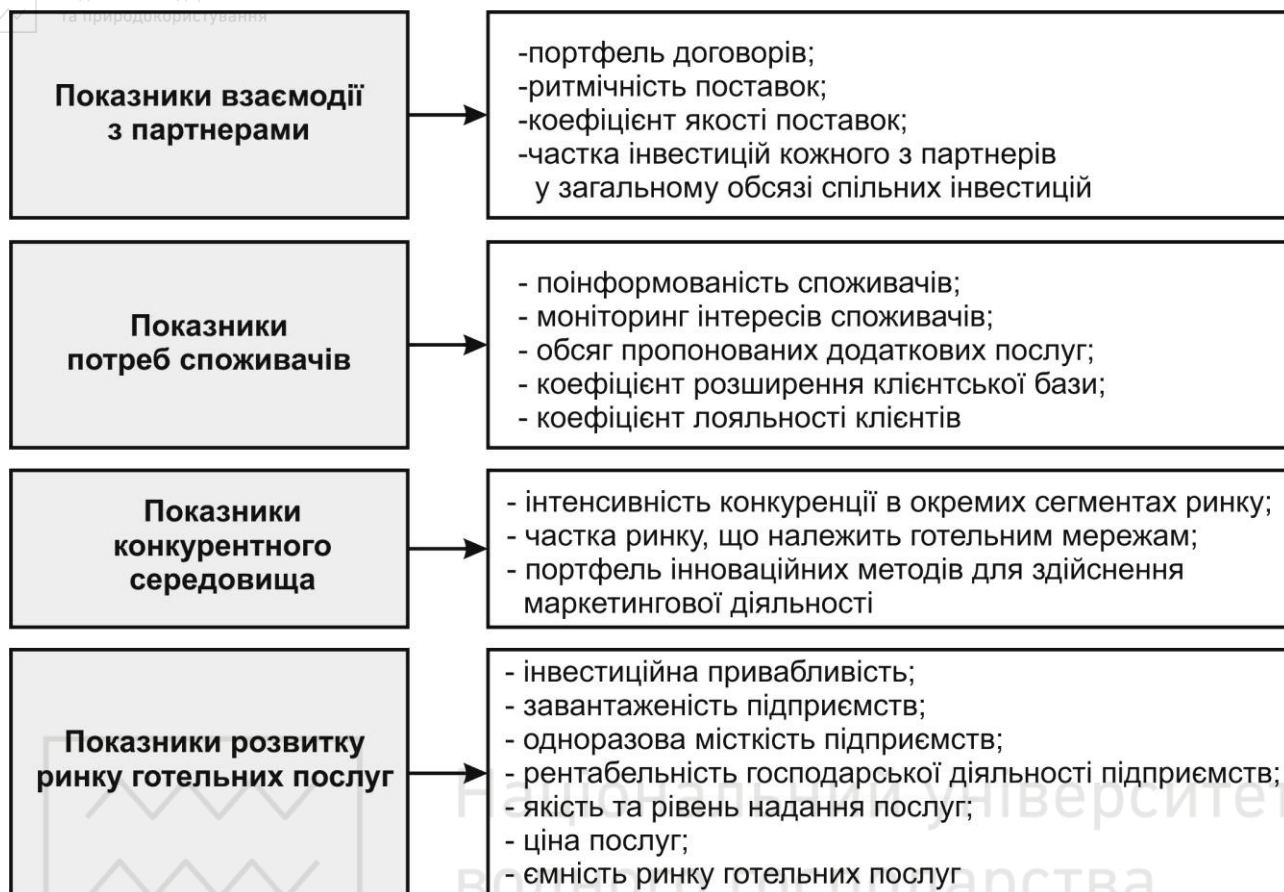 та природокористування
Показники взаємодії
з партнерами
-портфель договорів;
-ритмічність поставок;
-коефіцієнт якості поставок;
-частка інвестицій кожного з партнерів
у загальному обсязі спільних інвестицій
Показники
потреб споживачів
- поінформованість споживачів;
- моніторинг інтересів споживачів;
- обсяг пропонованих додаткових послуг;
- коефіцієнт розширення клієнтської бази;
- коефіцієнт лояльності клієнтів
Показники
конкурентного
середовища
- інтенсивність конкуренції в окремих сегментах ринку;
- частка ринку, що належить готельним мережам;
- портфель інноваційних методів для здійснення
маркетингової діяльності
Показники розвитку
ринку готельних послуг
- інвестиційна привабливість;
- завантаженість підприємств;
- одноразова місткість підприємств;
- рентабельність господарської діяльності підприємств;
- якість та рівень надання послуг;
- ціна послуг;
- ємність ринку готельних послуг
Національний університет
водного господарства